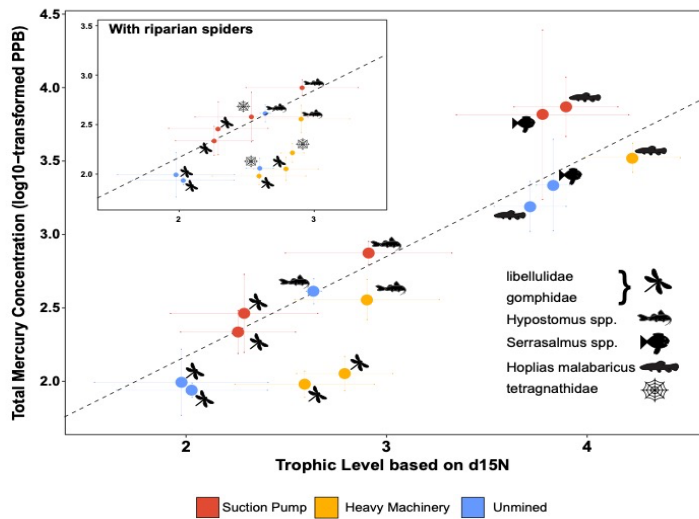 4.5
4.0
3.5
3.0
2.5
2.0
Total Mercury Concentration (log10-transformed PPB)
With riparian spiders
3.5
3.0
2.5
2.0
2
3
libellulidae
gomphidae
Hypostomus spp.
Serrasalmus spp.
Hoplias malabaricus
tetragnathidae
2
3
4
Trophic Level based on d15N
Suction Pump
Heavy Machinery
Unmined